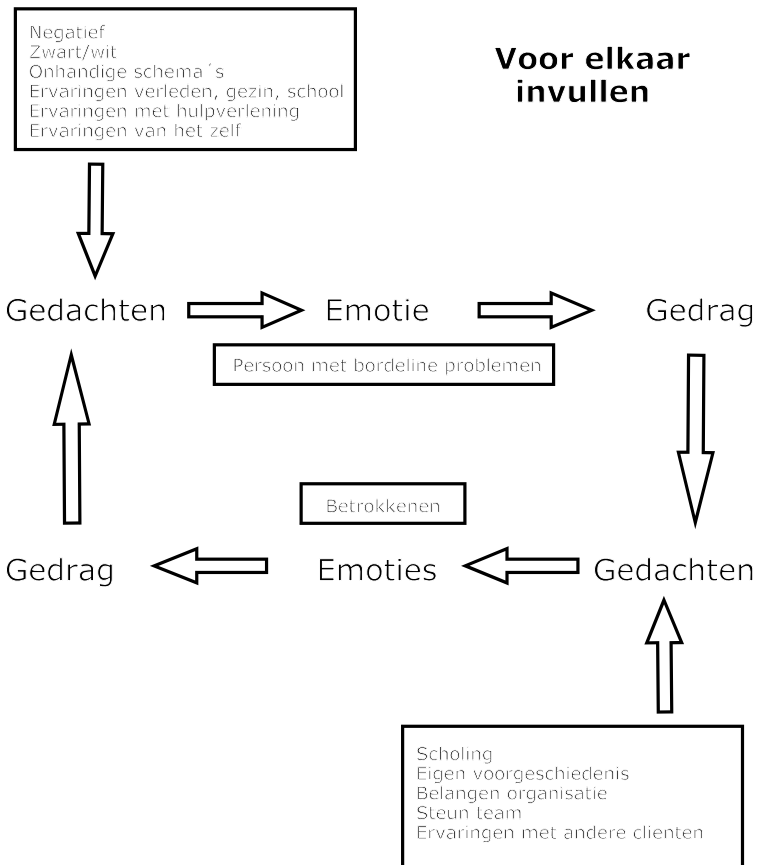 Negatief
Zwart/wit
Onhandige schema´s
Ervaringen verleden, gezin, school
Ervaringen met hulpverlening
Ervaringen van het zelf
Voor elkaar
invullen
Gedachten
Emotie
Gedrag
Persoon met bordeline problemen
Betrokkenen
Gedrag
Emoties
Gedachten
Scholing
Eigen voorgeschiedenis
Belangen organisatie
Steun team
Ervaringen met andere clienten